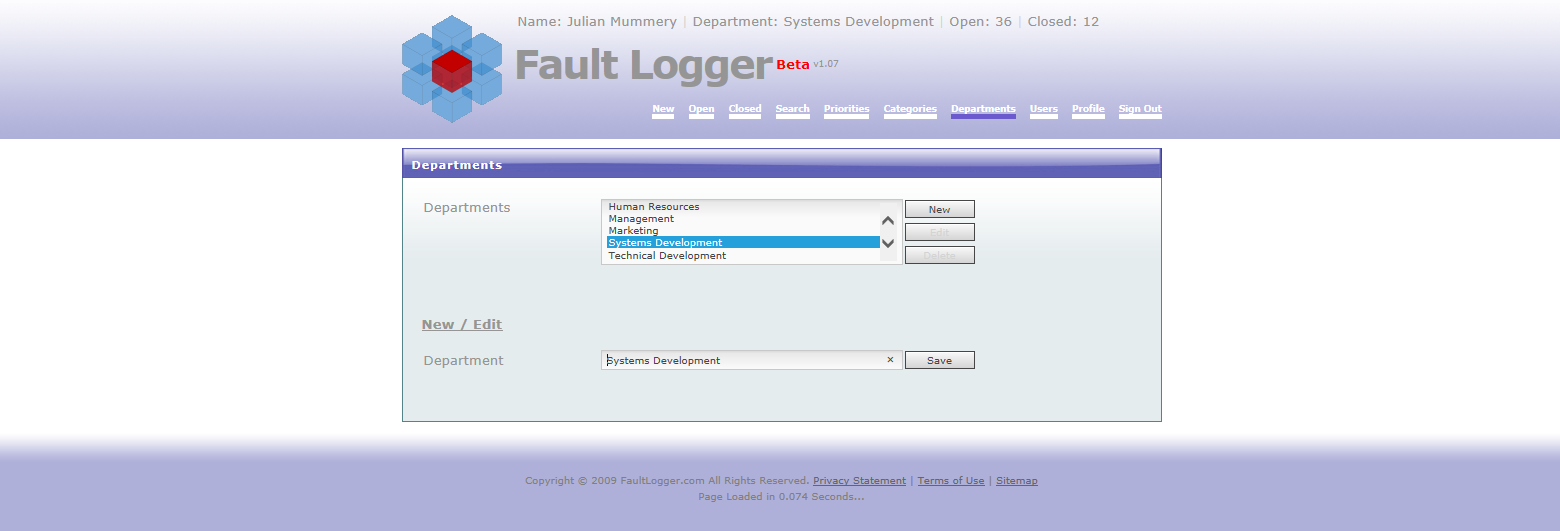 Name: Julian Mummery | Department: Systems Development | Open: 36 | Closed: 12
Fault Logger Beta v1.07
New Open Closed Search Priorities Categories Departments Users Profile Sign Out
Departments
Departments
Human Resources
Management
Marketing
Systems Development
Technical Development
New
Edit
Delete
New / Edit
Department
Systems Development ×
Save
Copyright © 2009 FaultLogger.com All Rights Reserved. Privacy Statement | Terms of Use | Sitemap
Page Loaded in 0.074 Seconds...